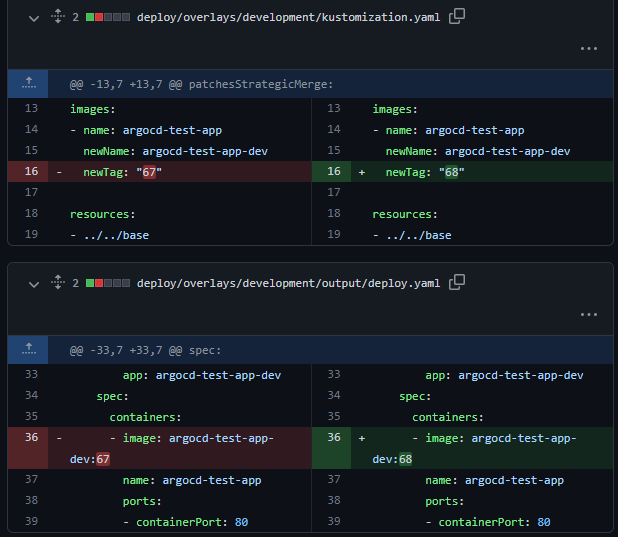 2 deploy/overlays/development/kustomization.yaml
...
@@ -13,7 +13,7 @@ patchesStrategicMerge:
13 images: 13 images:
14 - name: argocd-test-app 14 - name: argocd-test-app
15 newName: argocd-test-app-dev 15 newName: argocd-test-app-dev
16 - newTag: "67" 16 + newTag: "68"
17 17
18 resources: 18 resources:
19 - ../../base 19 - ../../base
2 deploy/overlays/development/output/deploy.yaml
...
@@ -33,7 +33,7 @@ spec:
33 app: argocd-test-app-dev 33 app: argocd-test-app-dev
34 spec: 34 spec:
35 containers: 35 containers:
36 - - image: argocd-test-app- 36 + - image: argocd-test-app-
dev:67 dev:68
37 name: argocd-test-app 37 name: argocd-test-app
38 ports: 38 ports:
39 - containerPort: 80 39 - containerPort: 80